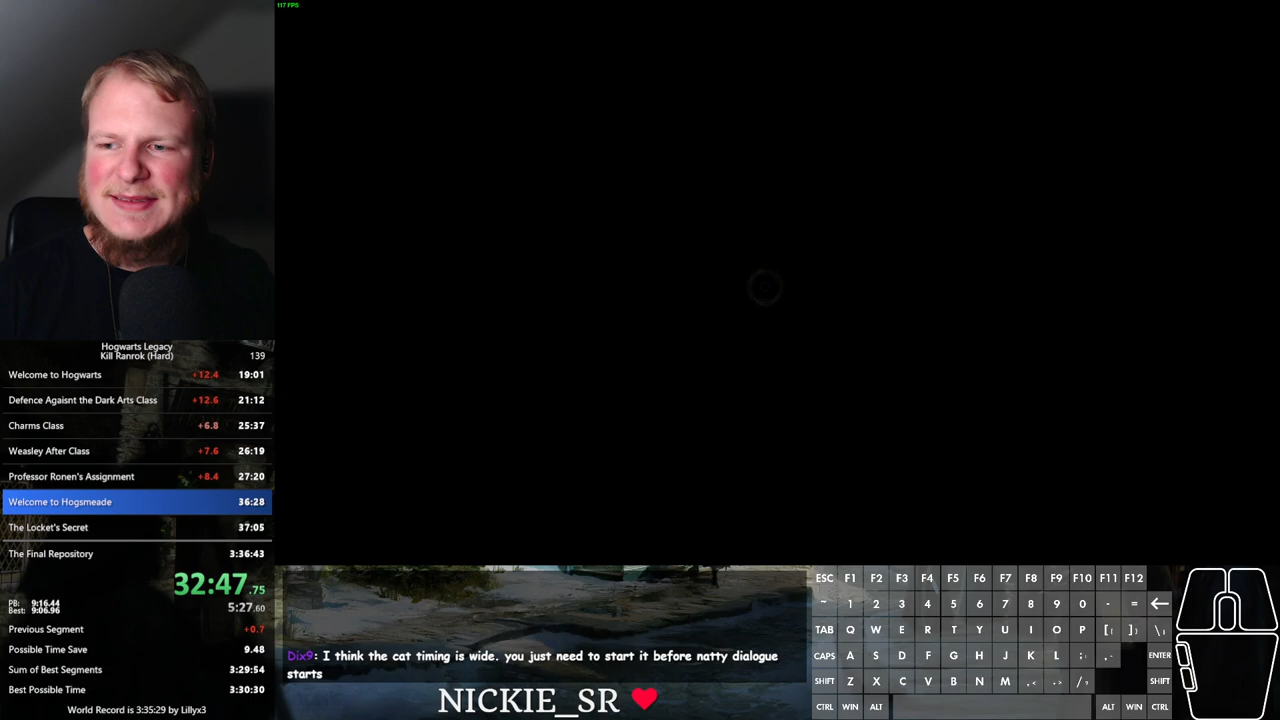 117 FPS
Hogwarts Legacy
Kill Ranrok (Hard) 139
Welcome to Hogwarts +12.4 19:01
Defence Agaisnt the Dark Arts Class +12.6 21:12
Charms Class +6.8 25:37
Weasley After Class +7.6 26:19
Professor Ronen's Assignment +8.4 27:20
Welcome to Hogsmeade 36:28
The Locket's Secret 37:05
The Final Repository 3:36:43
32:47.75
PB: 9:16.44
Best: 9:06.96 5:27.60
Previous Segment +0.7
Possible Time Save 9.48
Sum of Best Segments 3:29:54
Best Possible Time 3:30:30
World Record is 3:35:29 by Lillyx3
Dix9: I think the cat timing is wide. you just need to start it before natty dialogue
starts
NICKIE_SR ❤
ESC F1 F2 F3 F4 F5 F6 F7 F8 F9 F10 F11 F12
~ 1 2 3 4 5 6 7 8 9 0 - = ←
TAB Q W E R T Y U I O P [{ ]} \|
CAPS A S D F G H J K L ;: ENTER
SHIFT Z X C V B N M ,< .> /? SHIFT
CTRL WIN ALT ALT WIN CTRL